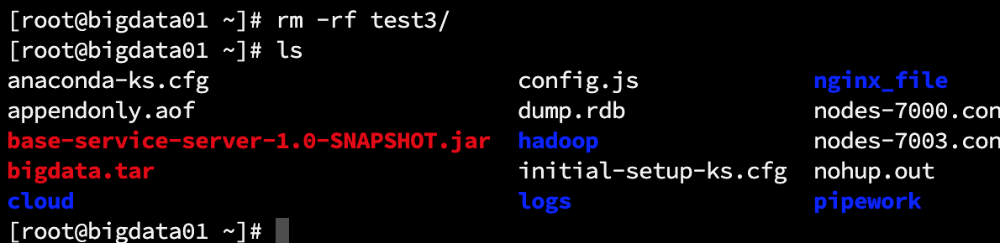 [root@bigdata01 ~]# rm -rf test3/
[root@bigdata01 ~]# ls
anaconda-ks.cfg config.js nginx_file
appendonly.aof dump.rdb nodes-7000.con
base-service-server-1.0-SNAPSHOT.jar hadoop nodes-7003.con
bigdata.tar initial-setup-ks.cfg nohup.out
cloud logs pipework
[root@bigdata01 ~]#